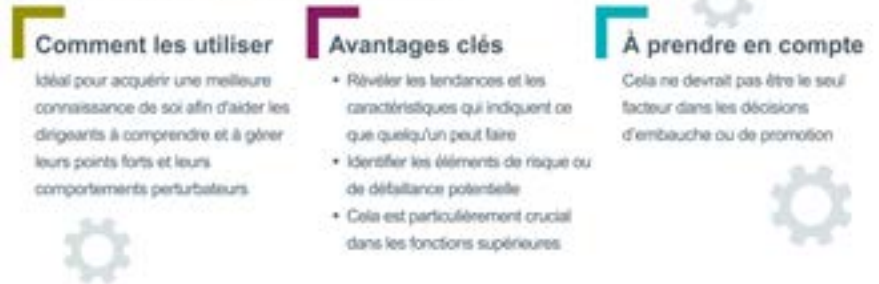 Comment les utiliser
Idéal pour acquérir une meilleure
connaissance de soi afin d'aider les
dirigeants à comprendre et à gérer
leurs points forts et leurs
comportements perturbateurs
Avantages clés
• Révéler les tendances et les
caractéristiques qui indiquent ce
que quelqu'un peut faire
• Identifier les éléments de risque ou
de défaillance potentielle
• Cela est particulièrement crucial
dans les fonctions supérieures
À prendre en compte
Cela ne devrait pas être le seul
facteur dans les décisions
d'embauche ou de promotion